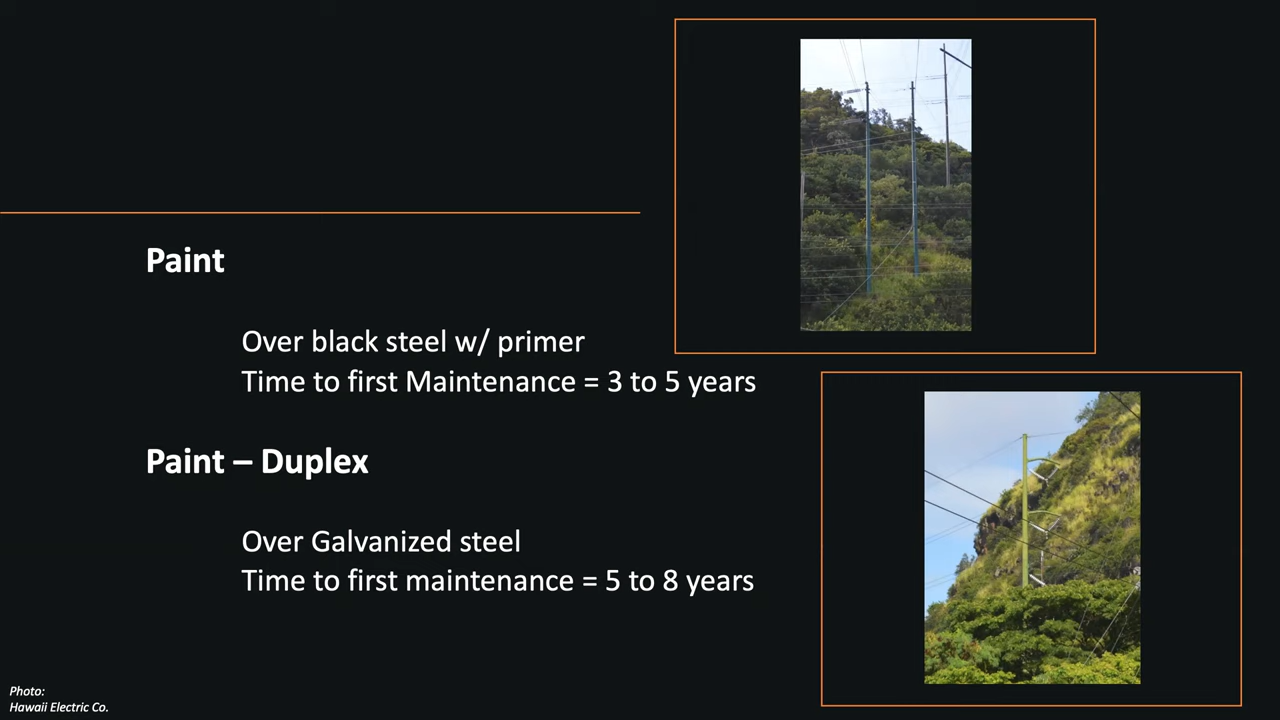 Paint
Over black steel w/ primer
Time to first Maintenance = 3 to 5 years
Paint – Duplex
Over Galvanized steel
Time to first maintenance = 5 to 8 years
Photo:
Hawaii Electric Co.